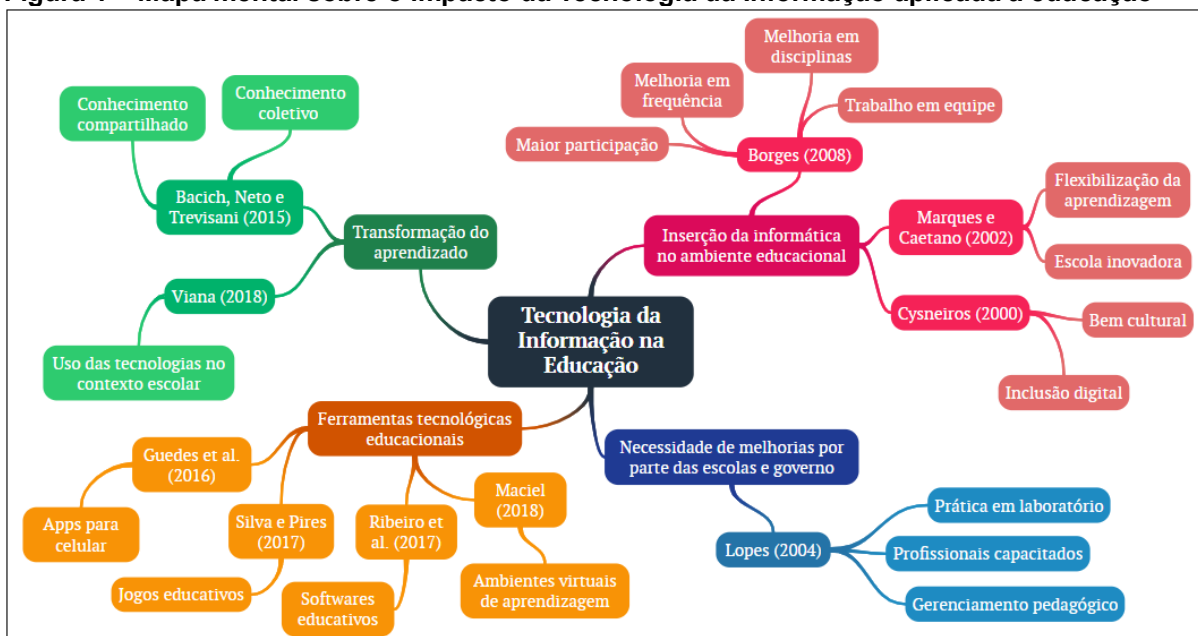 Figura 1 – Mapa mental sobre o impacto da Tecnologia da Informação aplicada à educação
Conhecimento
compartilhado
Conhecimento
coletivo
Bacich, Neto e
Trevisani (2015)
Transformação do
aprendizado
Viana (2018)
Uso das tecnologias no
contexto escolar
Melhoria em
disciplinas
Melhoria em
frequência
Trabalho em equipe
Maior participação
Borges (2008)
Inserção da informática
no ambiente educacional
Marques e
Caetano (2002)
Flexibilização da
aprendizagem
Escola inovadora
Cysneiros (2000)
Bem cultural
Inclusão digital
Tecnologia da
Informação na
Educação
Ferramentas tecnológicas
educacionais
Guedes et al.
(2016)
Apps para
celular
Silva e Pires
(2017)
Jogos educativos
Ribeiro et
al. (2017)
Softwares
educativos
Maciel
(2018)
Ambientes virtuais
de aprendizagem
Necessidade de melhorias por
parte das escolas e governo
Lopes (2004)
Prática em laboratório
Profissionais capacitados
Gerenciamento pedagógico